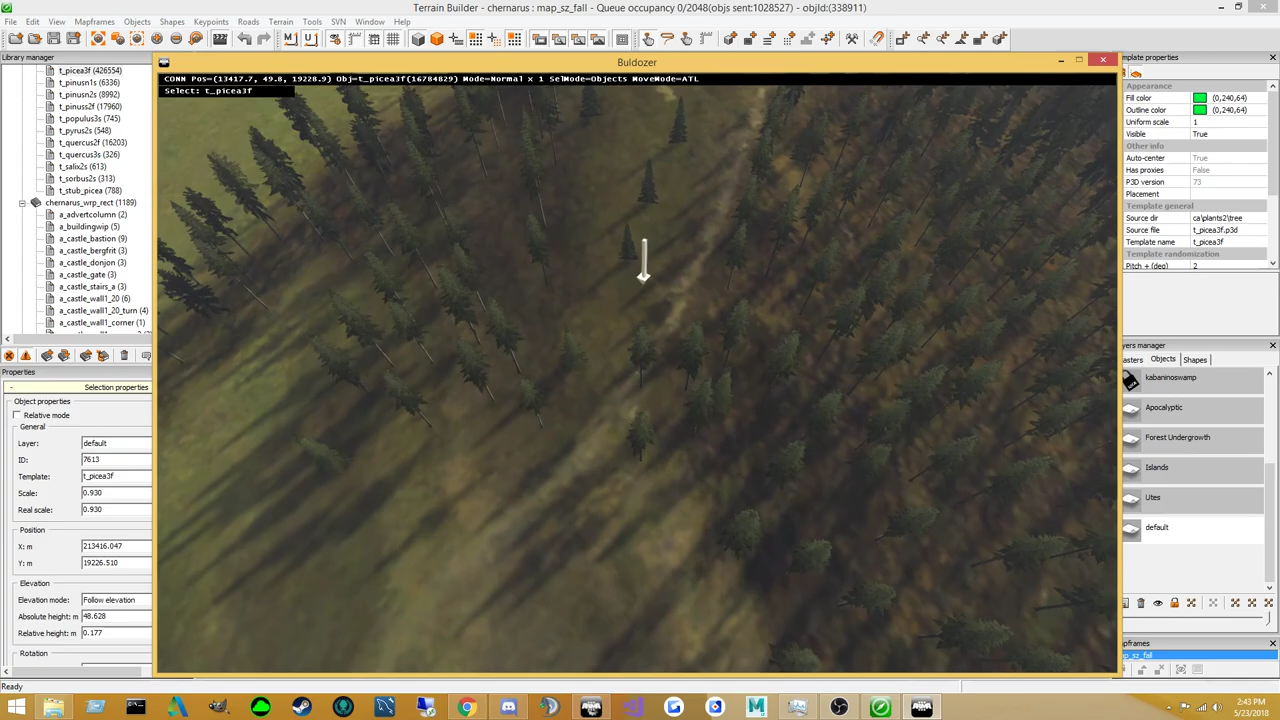 Terrain Builder - chernarus : map_sz_fall - Queue occupancy 0/2048(objs sent:1028527) - objId:(338911)
File Edit View Mapframes Objects Shapes Keypoints Roads Terrain Tools SVN Window Help
Library manager
t_picea3f (426554)
t_pinusn1s (6336)
t_pinusn2s (8992)
t_pinuss2f (17960)
t_populus3s (745)
t_pyrus2s (548)
t_quercus2f (16203)
t_quercus3s (326)
t_salix2s (613)
t_sorbus2s (313)
t_stub_picea (788)
chernarus_wrp_rect (1189)
a_advertcolumn (2)
a_buildingwip (5)
a_castle_bastion (9)
a_castle_bergfrit (3)
a_castle_donjon (3)
a_castle_gate (3)
a_castle_stairs_a (3)
a_castle_wall1_20 (6)
a_castle_wall1_20_turn (4)
a_castle_wall1_corner (1)
Properties
Selection properties
Object properties
Relative mode
General
Layer: default
ID: 7613
Template: t_picea3f
Scale: 0.930
Real scale: 0.930
Position
X: m 213416.047
Y: m 19226.510
Elevation
Elevation mode: Follow elevation
Absolute height: m 48.628
Relative height: m 0.177
Rotation
Ready
Buldozer
CONN Pos=(13417.7, 49.8, 19228.9) Obj=t_picea3f(16784829) Mode=Normal x 1 SelMode=Objects MoveMode=ATL
Select: t_picea3f
emplate properties
Appearance
Fill color (0,240,64)
Outline color (0,240,64)
Uniform scale 1
Visible True
Other info
Auto-center True
Has proxies False
P3D version 73
Placement
Template general
Source dir ca\plants2\tree
Source file t_picea3f.p3d
Template name t_picea3f
Template randomization
Pitch + (deg) 2
ayers manager
asters Objects Shapes
kabaninoswamp
Apocalyptic
Forest Undergrowth
Islands
Utes
default
apframes
ap_sz_fall
2:43 PM
5/23/2018